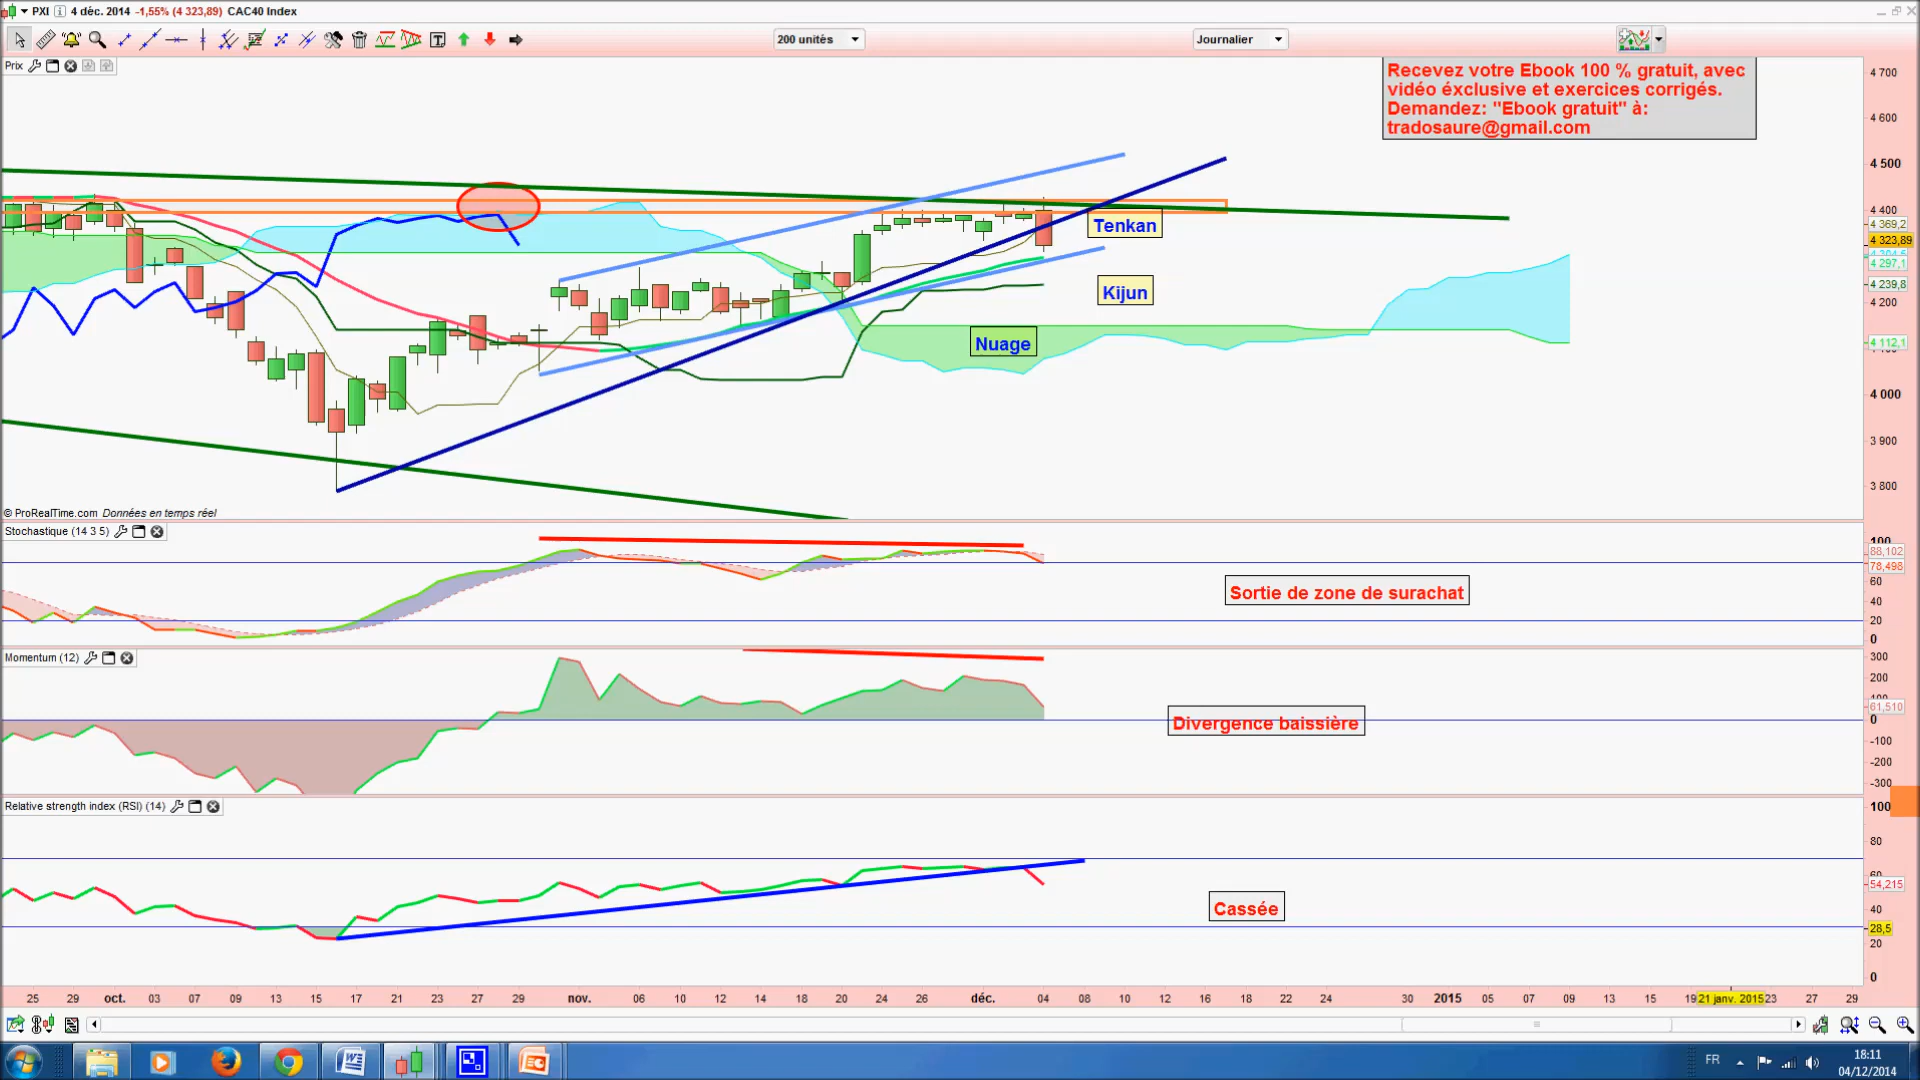 PXI 4 déc. 2014 -1,55% (4 323,89) CAC40 Index
200 unités
Journalier
Prix
Recevez votre Ebook 100 % gratuit, avec
vidéo éxclusive et exercices corrigés.
Demandez: "Ebook gratuit" à:
tradosaure@gmail.com
4 700
4 600
4 500
4 400
4 369,2
4 323,89
4 297,1
4 239,8
4 200
4 112,1
4 000
3 900
3 800
Tenkan
Kijun
Nuage
© ProRealTime.com Données en temps réel
Stochastique (14 3 5)
100
88,102
78,498
60
40
20
0
Sortie de zone de surachat
Momentum (12)
300
200
100
61,510
0
-100
-200
-300
Divergence baissière
Relative strength index (RSI) (14)
100
80
60
54,215
40
28,5
20
0
Cassée
25 29 oct. 03 07 09 13 15 17 21 23 27 29 nov. 06 10 12 14 18 20 24 26 déc. 04 08 10 12 16 18 22 24 30 2015 05 07 09 13 15 19 21 janv. 2015 23 27 29
FR
18:11
04/12/2014